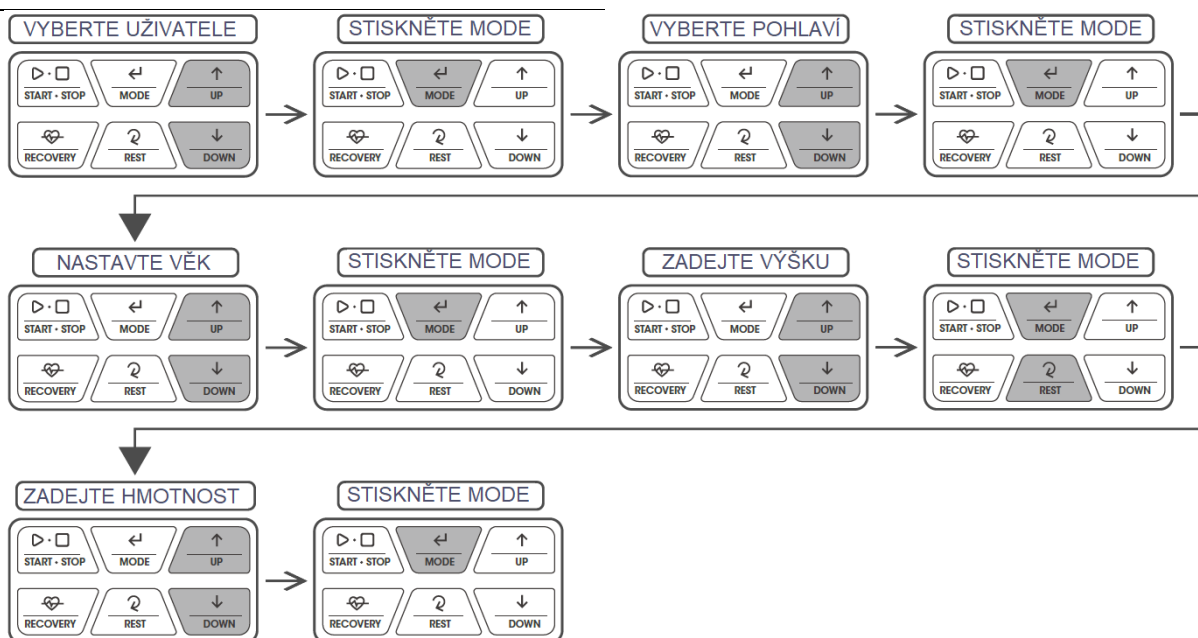 VYBERTE UŽIVATELE
STISKNĚTE MODE
VYBERTE POHLAVÍ
STISKNĚTE MODE
START • STOP MODE UP
RECOVERY REST DOWN
START • STOP MODE UP
RECOVERY REST DOWN
START • STOP MODE UP
RECOVERY REST DOWN
START • STOP MODE UP
RECOVERY REST DOWN
NASTAVTE VĚK
STISKNĚTE MODE
ZADEJTE VÝŠKU
STISKNĚTE MODE
START • STOP MODE UP
RECOVERY REST DOWN
START • STOP MODE UP
RECOVERY REST DOWN
START • STOP MODE UP
RECOVERY REST DOWN
START • STOP MODE UP
RECOVERY REST DOWN
ZADEJTE HMOTNOST
STISKNĚTE MODE
START • STOP MODE UP
RECOVERY REST DOWN
START • STOP MODE UP
RECOVERY REST DOWN